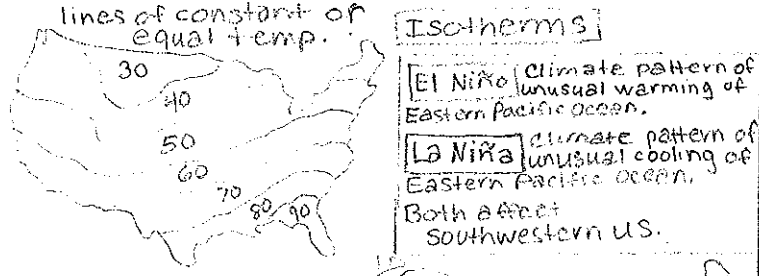 lines of constant or
equal temp.
30
40
50
60
70
80
90
Isotherms
El Niño Climate pattern of
unusual warming of
Eastern Pacific Ocean.
La Niña climate pattern of
unusual cooling of
Eastern Pacific Ocean.
Both affect
southwestern US.